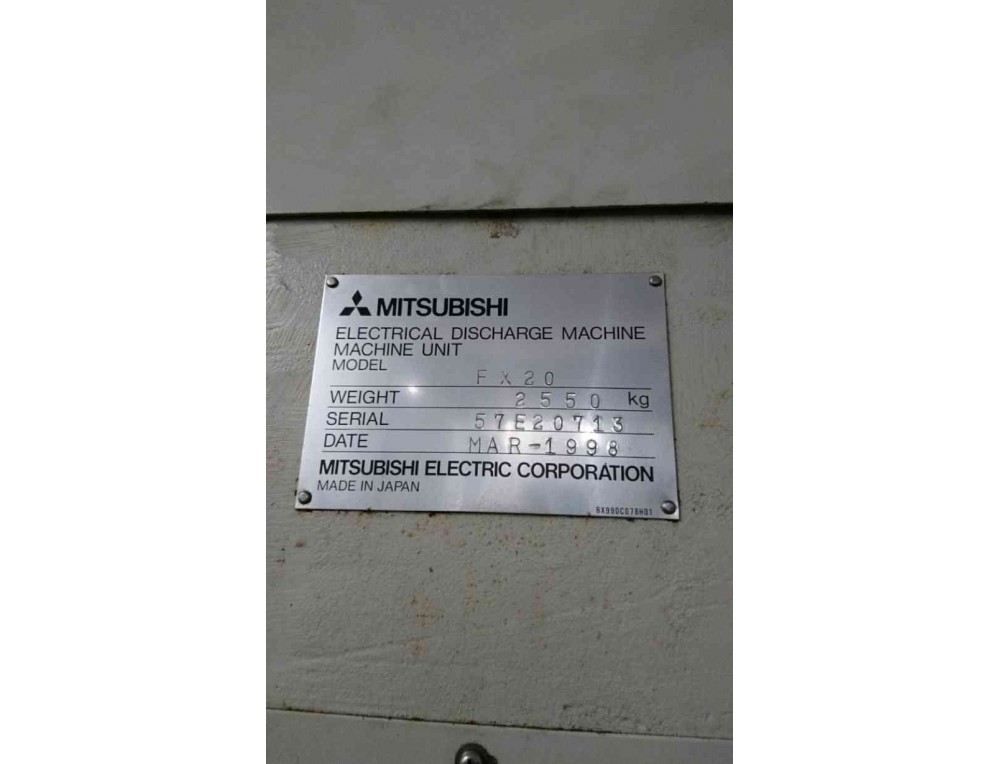 MITSUBISHI
ELECTRICAL DISCHARGE MACHINE
MACHINE UNIT
MODEL FX20
WEIGHT 2550 kg
SERIAL 57E20713
DATE MAR-1998
MITSUBISHI ELECTRIC CORPORATION
MADE IN JAPAN
BX990C078H01